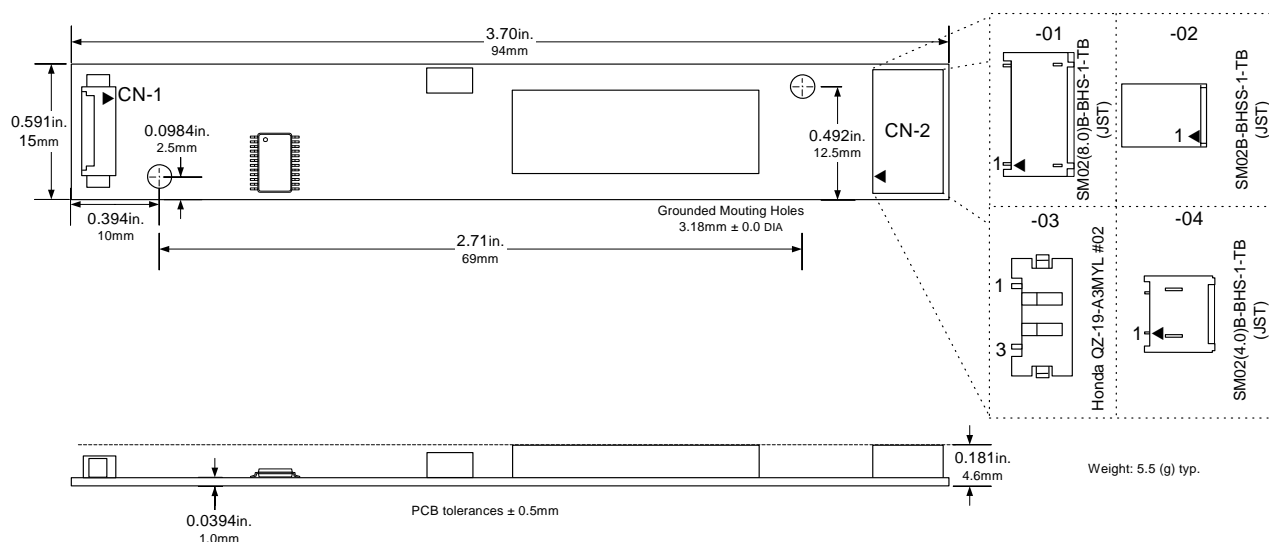 3.70in.
94mm
CN-1
0.591in.
15mm
0.0984in.
2.5mm
0.492in.
12.5mm
CN-2
0.394in.
10mm
Grounded Mouting Holes
3.18mm ± 0.0 DIA
2.71in.
69mm
-01
1
SM02(8.0)B-BHS-1-TB
(JST)
-02
1
SM02B-BHSS-1-TB
(JST)
-03
1
3
Honda QZ-19-A3MYL #02
-04
1
SM02(4.0)B-BHS-1-TB
(JST)
0.181in.
4.6mm
Weight: 5.5 (g) typ.
0.0394in.
1.0mm
PCB tolerances ± 0.5mm